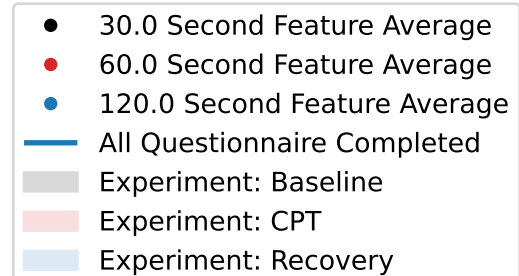 30.0 Second Feature Average
60.0 Second Feature Average
120.0 Second Feature Average
All Questionnaire Completed
Experiment: Baseline
Experiment: CPT
Experiment: Recovery